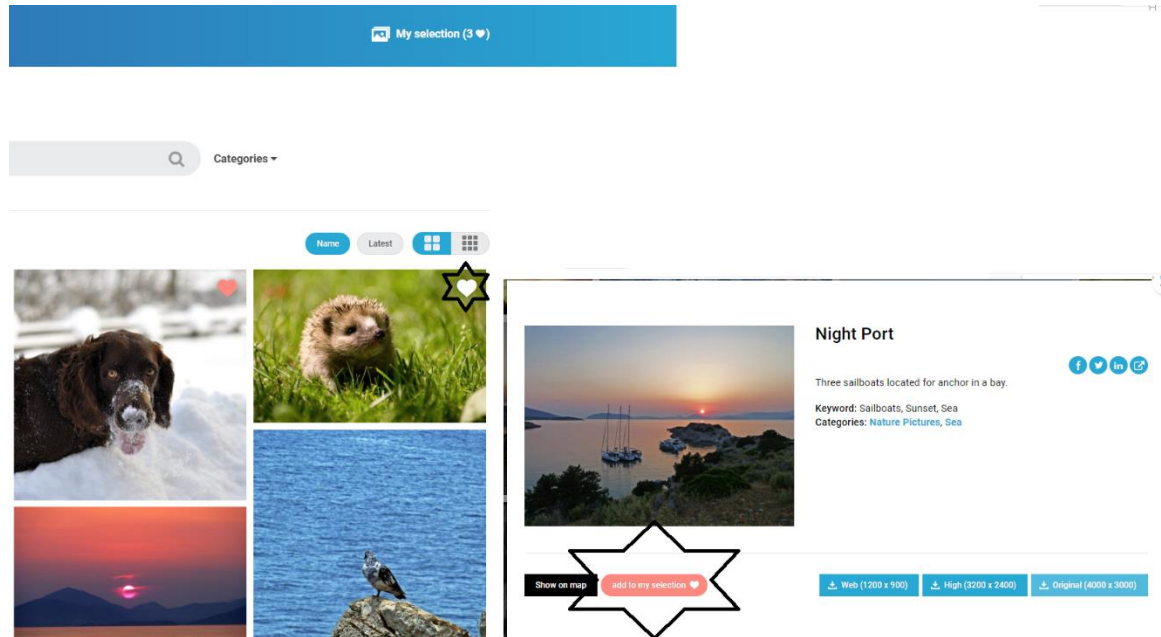 My selection (3 ♥)
Categories
Name
Latest
Night Port
Three sailboats located for anchor in a bay.
Keyword: Sailboats, Sunset, Sea
Categories: Nature Pictures, Sea
Show on map
add to my selection ♥
Web (1200 x 900)
High (3200 x 2400)
Original (4000 x 3000)